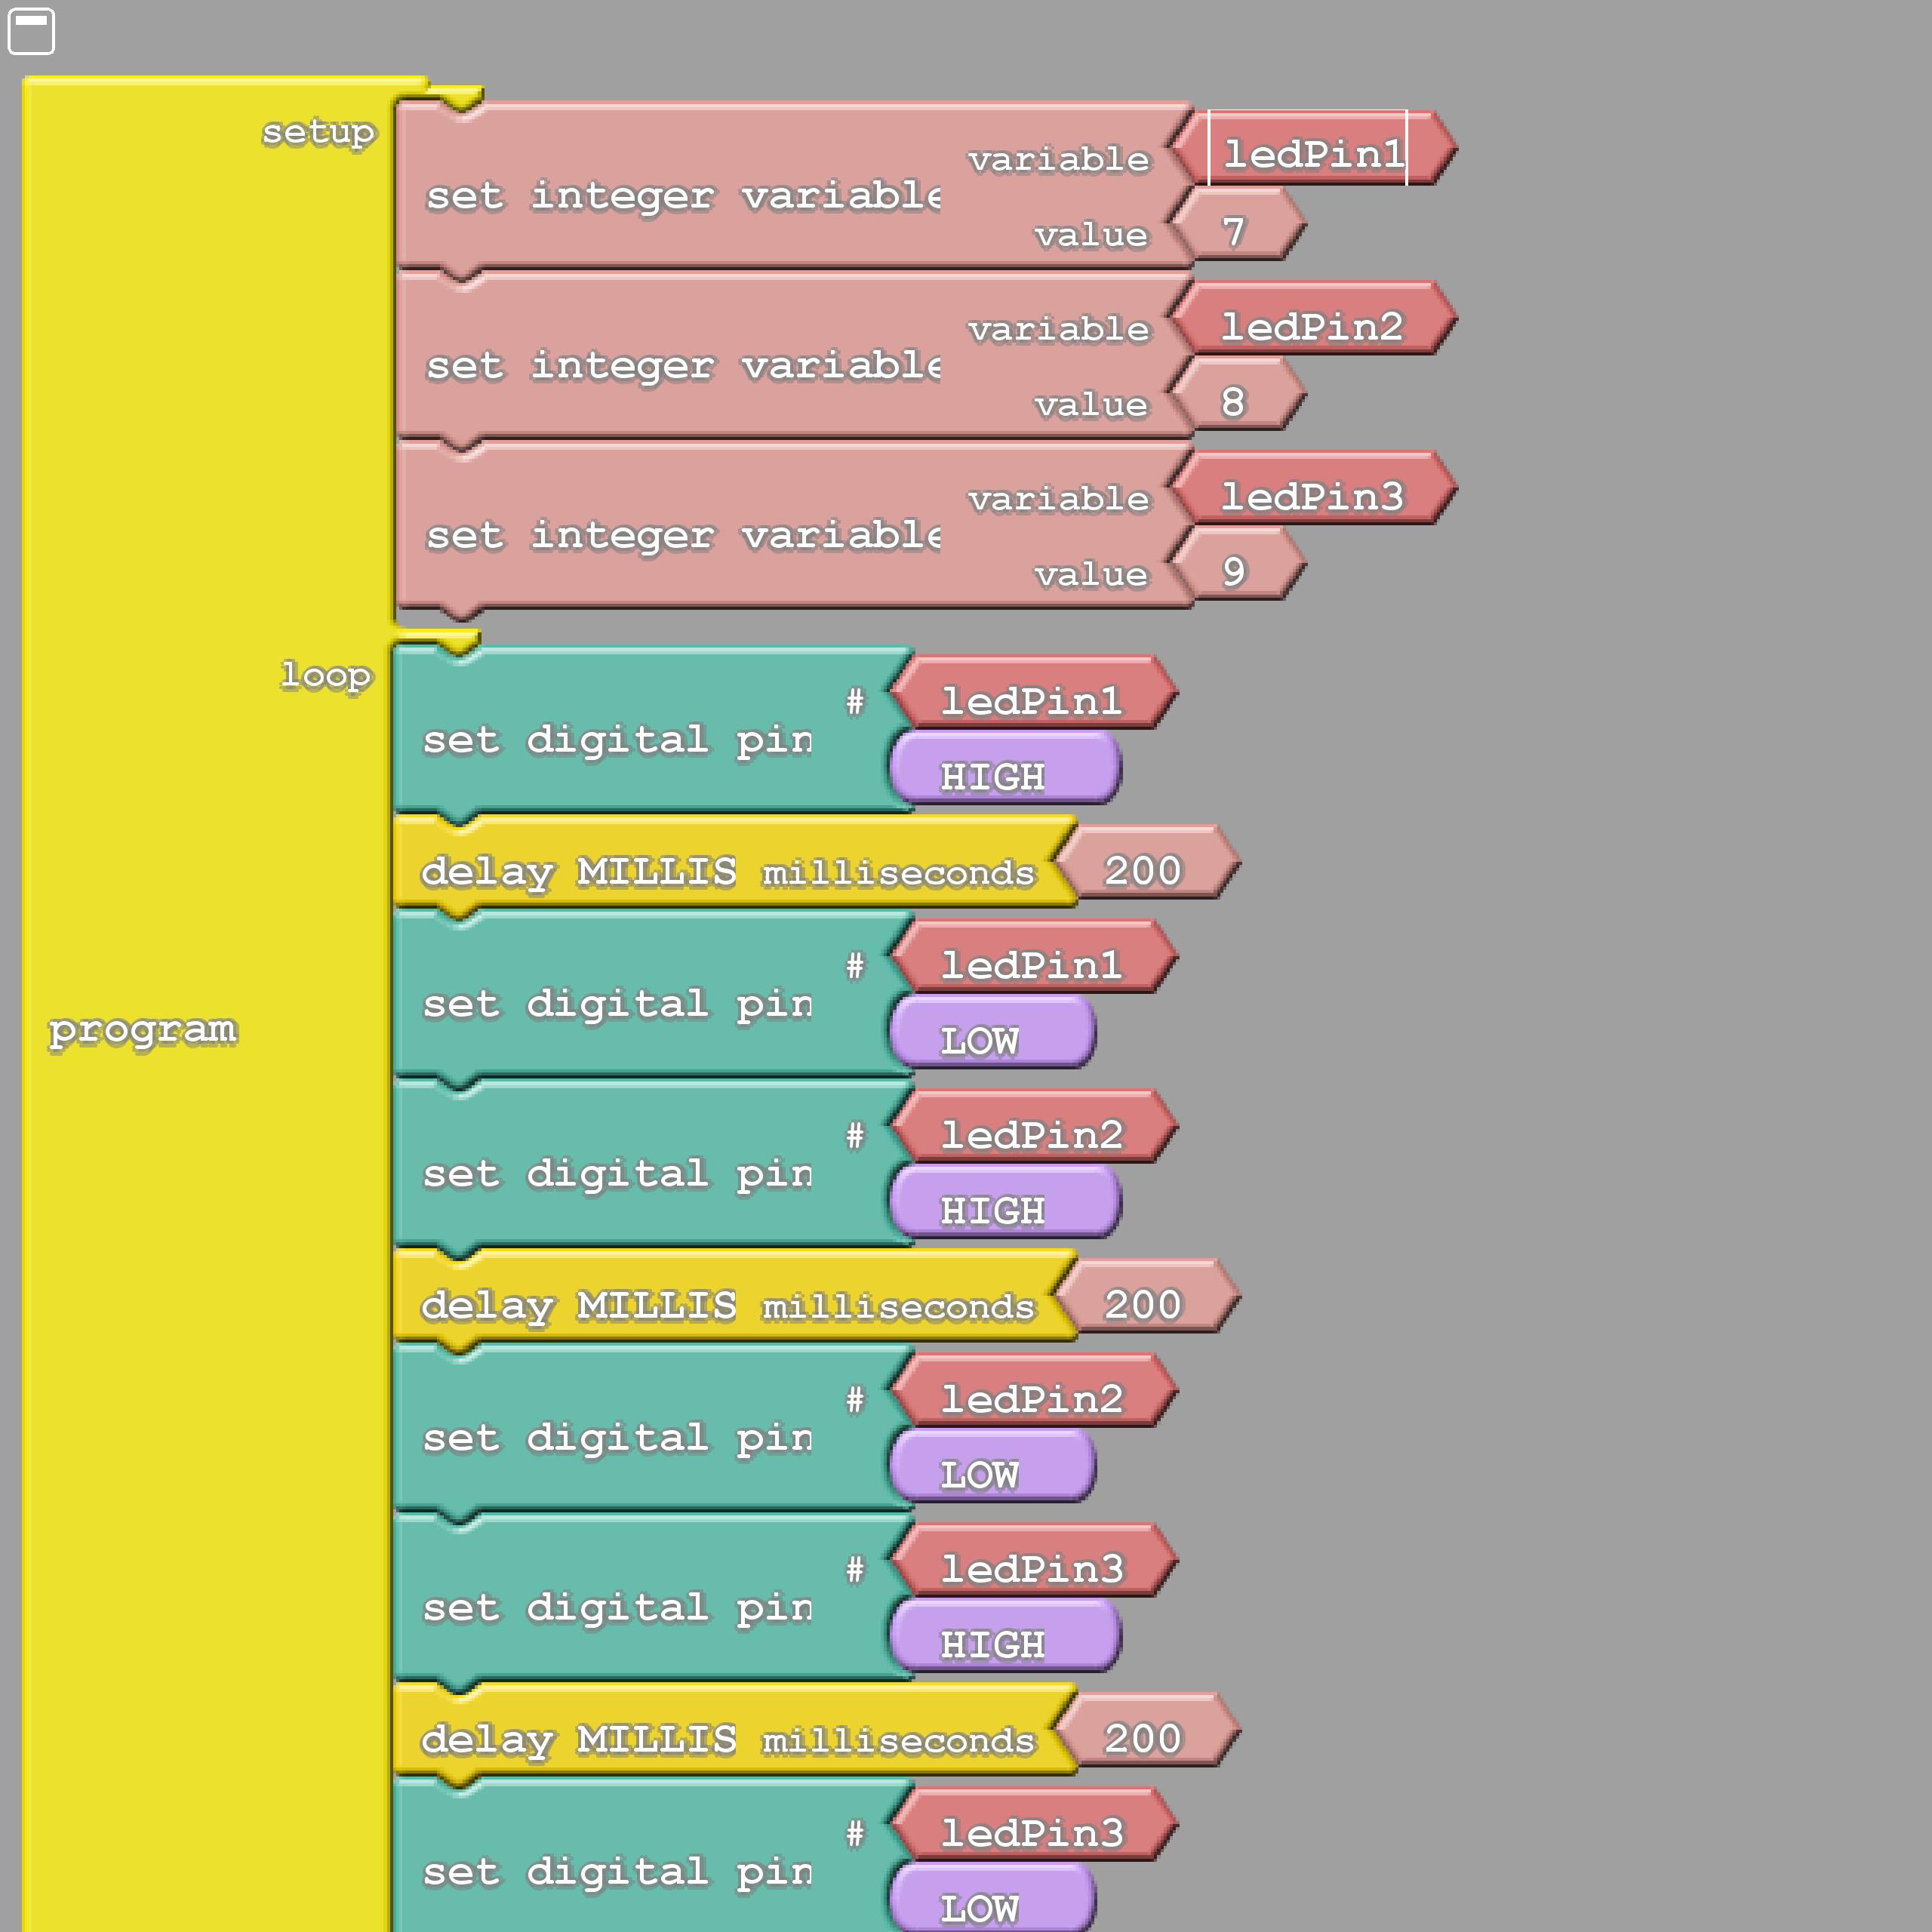 setup
set integer variable
variable
ledPin1
value
7
set integer variable
variable
ledPin2
value
8
set integer variable
variable
ledPin3
value
9
loop
set digital pin
#
ledPin1
HIGH
delay MILLIS milliseconds
200
set digital pin
#
ledPin1
LOW
program
set digital pin
#
ledPin2
HIGH
delay MILLIS milliseconds
200
set digital pin
#
ledPin2
LOW
set digital pin
#
ledPin3
HIGH
delay MILLIS milliseconds
200
set digital pin
#
ledPin3
LOW